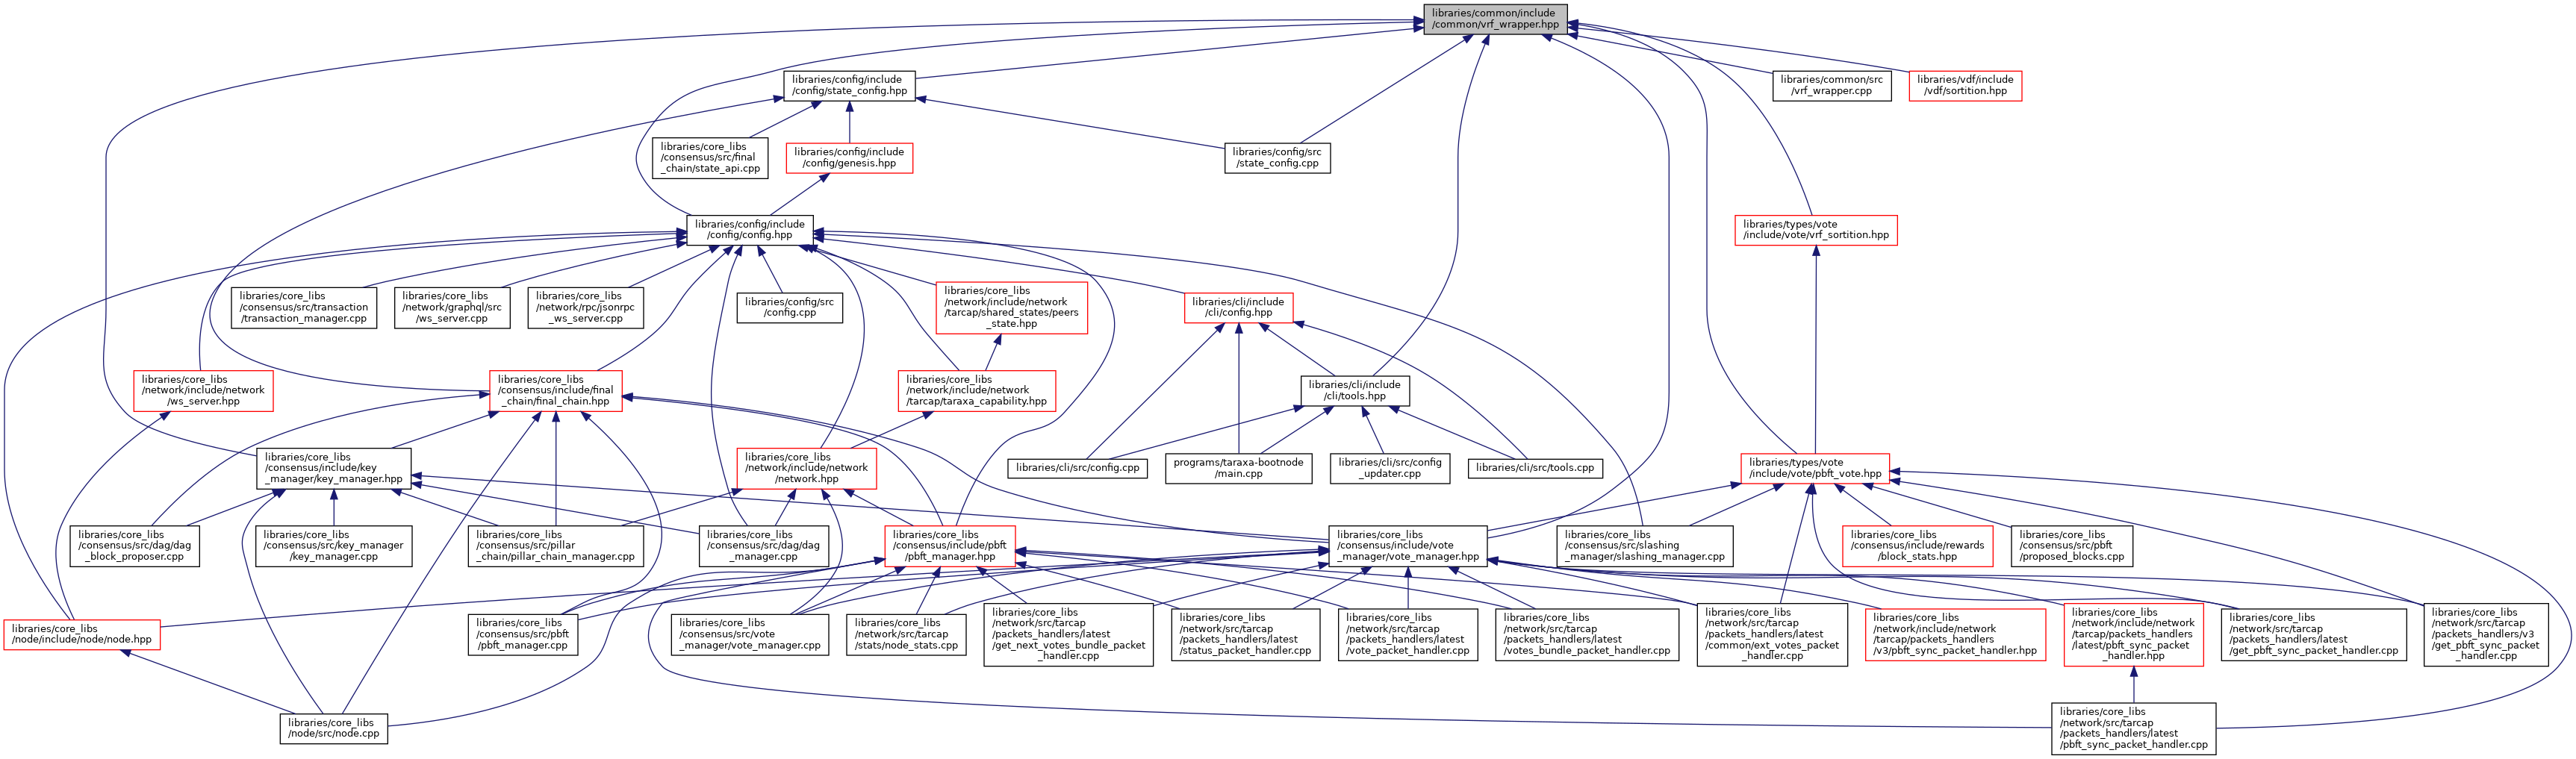 libraries/common/include
/common/vrf_wrapper.hpp
libraries/config/include
/config/state_config.hpp
libraries/common/src
/vrf_wrapper.cpp
libraries/vdf/include
/vdf/sortition.hpp
libraries/core_libs
/consensus/src/final
_chain/state_api.cpp
libraries/config/include
/config/genesis.hpp
libraries/config/src
/state_config.cpp
libraries/config/include
/config/config.hpp
libraries/types/vote
/include/vote/vrf_sortition.hpp
libraries/core_libs
/consensus/src/transaction
/transaction_manager.cpp
libraries/core_libs
/network/graphql/src
/ws_server.cpp
libraries/core_libs
/network/rpc/jsonrpc
_ws_server.cpp
libraries/config/src
/config.cpp
libraries/core_libs
/network/include/network
/tarcap/shared_states/peers
_state.hpp
libraries/cli/include
/cli/config.hpp
libraries/core_libs
/network/include/network
/ws_server.hpp
libraries/core_libs
/consensus/include/final
_chain/final_chain.hpp
libraries/core_libs
/network/include/network
/tarcap/taraxa_capability.hpp
libraries/cli/include
/cli/tools.hpp
libraries/core_libs
/consensus/include/key
_manager/key_manager.hpp
libraries/core_libs
/network/include/network
/network.hpp
libraries/cli/src/config.cpp
programs/taraxa-bootnode
/main.cpp
libraries/cli/src/config
_updater.cpp
libraries/cli/src/tools.cpp
libraries/types/vote
/include/vote/pbft_vote.hpp
libraries/core_libs
/consensus/src/dag/dag
_block_proposer.cpp
libraries/core_libs
/consensus/src/key_manager
/key_manager.cpp
libraries/core_libs
/consensus/src/pillar
_chain/pillar_chain_manager.cpp
libraries/core_libs
/consensus/src/dag/dag
_manager.cpp
libraries/core_libs
/consensus/include/pbft
/pbft_manager.hpp
libraries/core_libs
/consensus/include/vote
_manager/vote_manager.hpp
libraries/core_libs
/consensus/src/slashing
_manager/slashing_manager.cpp
libraries/core_libs
/consensus/include/rewards
/block_stats.hpp
libraries/core_libs
/consensus/src/pbft
/proposed_blocks.cpp
libraries/core_libs
/node/include/node/node.hpp
libraries/core_libs
/consensus/src/pbft
/pbft_manager.cpp
libraries/core_libs
/consensus/src/vote
_manager/vote_manager.cpp
libraries/core_libs
/network/src/tarcap
/stats/node_stats.cpp
libraries/core_libs
/network/src/tarcap
/packets_handlers/latest
/get_next_votes_bundle_packet
_handler.cpp
libraries/core_libs
/network/src/tarcap
/packets_handlers/latest
/status_packet_handler.cpp
libraries/core_libs
/network/src/tarcap
/packets_handlers/latest
/vote_packet_handler.cpp
libraries/core_libs
/network/src/tarcap
/packets_handlers/latest
/votes_bundle_packet_handler.cpp
libraries/core_libs
/network/src/tarcap
/packets_handlers/latest
/common/ext_votes_packet
_handler.cpp
libraries/core_libs
/network/include/network
/tarcap/packets_handlers
/v3/pbft_sync_packet_handler.hpp
libraries/core_libs
/network/include/network
/tarcap/packets_handlers
/latest/pbft_sync_packet
_handler.hpp
libraries/core_libs
/network/src/tarcap
/packets_handlers/latest
/get_pbft_sync_packet_handler.cpp
libraries/core_libs
/network/src/tarcap
/packets_handlers/v3
/get_pbft_sync_packet
_handler.cpp
libraries/core_libs
/node/src/node.cpp
libraries/core_libs
/network/src/tarcap
/packets_handlers/latest
/pbft_sync_packet_handler.cpp